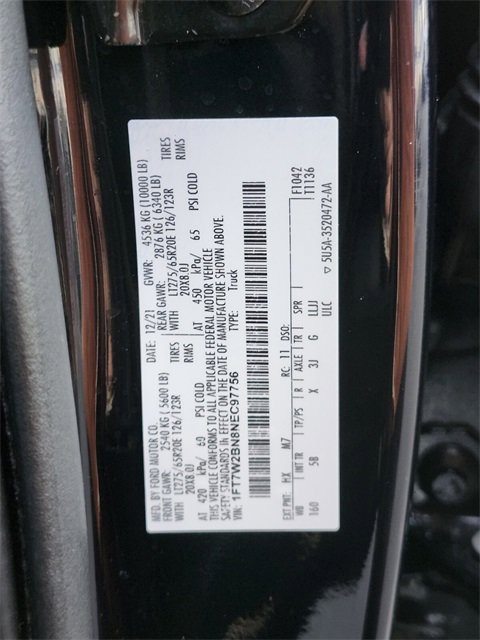 MFD. BY FORD MOTOR CO.
DATE: 12/21 GVWR: 4536 KG (10000 LB)
FRONT GAWR: 2540 KG (5600 LB) REAR GAWR: 2876 KG (6340 LB)
WITH LT275/65R20E 126/123R TIRES WITH LT275/65R20E 126/123R TIRES
20X8.0J RIMS 20X8.0J RIMS
AT 420 kPa/ 60 PSI COLD AT 450 kPa/ 65 PSI COLD
THIS VEHICLE CONFORMS TO ALL APPLICABLE FEDERAL MOTOR VEHICLE
SAFETY STANDARDS IN EFFECT ON THE DATE OF MANUFACTURE SHOWN ABOVE.
VIN: 1FT7W2BN8NEC97756 TYPE: Truck
F1042
TT136
EXT PNT: HX M7 RC: 11 DSO:
WB INT TR TP/PS R AXLE TR SPR
160 5B X 3J G LLJJ
ULC
5U5A-3520472-AA